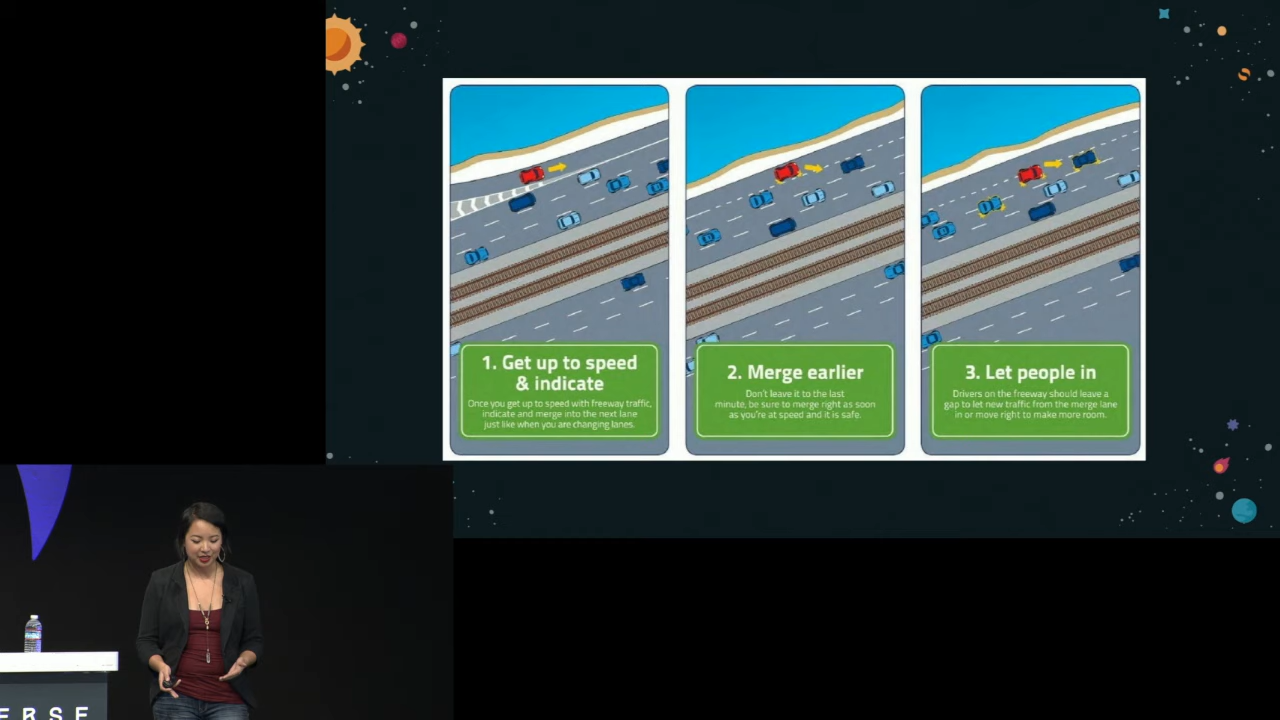 1. Get up to speed
& indicate
Once you get up to speed with freeway traffic,
indicate and merge into the next lane
just like when you are changing lanes.
2. Merge earlier
Don't leave it to the last
minute, be sure to merge right as soon
as you're at speed and it is safe.
3. Let people in
Drivers on the freeway should leave a
gap to let new traffic from the merge lane
in or move right to make more room.
ERSE